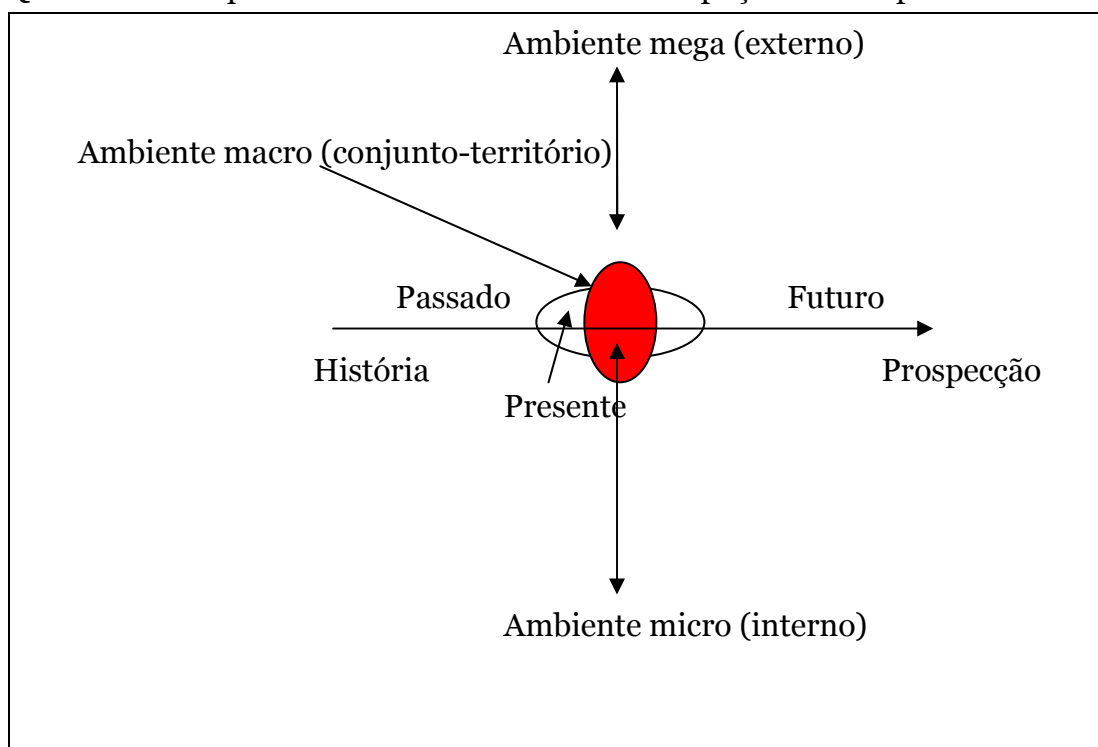 Ambiente mega (externo)
Ambiente macro (conjunto-território)
Passado
Futuro
História
Prospecção
Presente
Ambiente micro (interno)